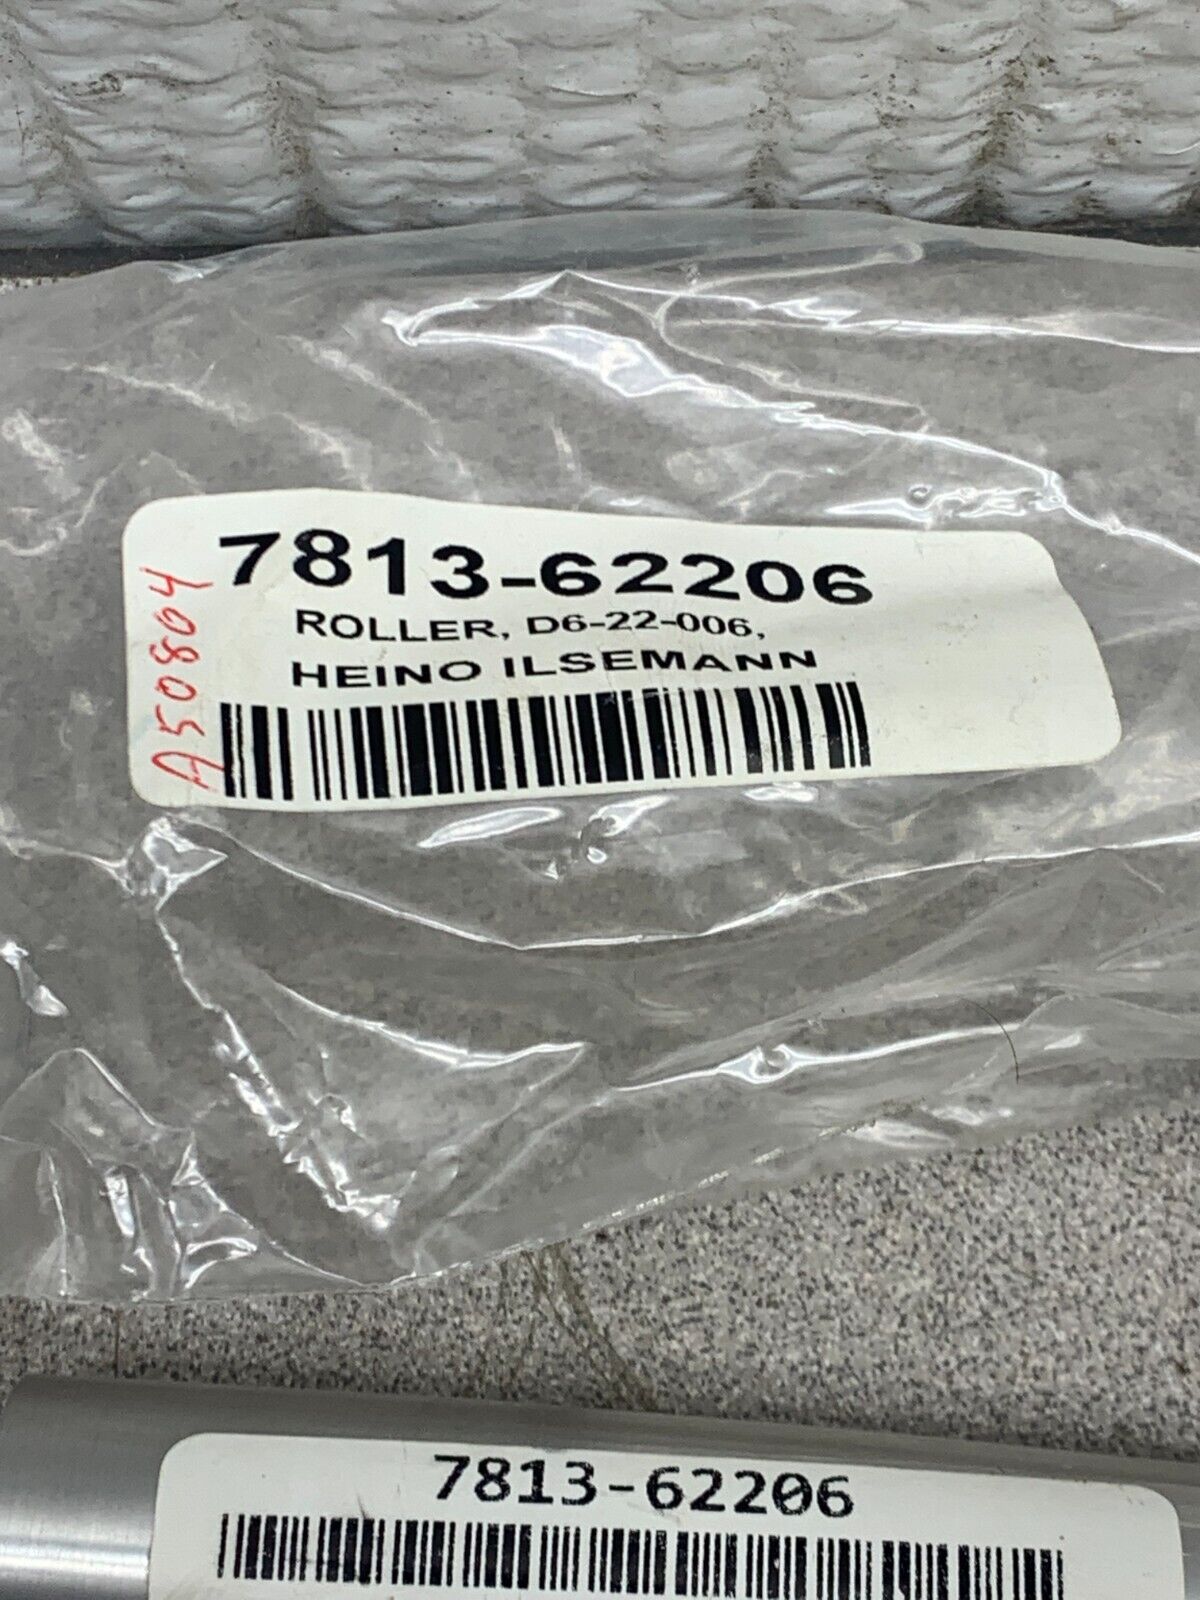 7813-62206
ROLLER, D6-22-006,
HEINO ILSEMANN
A50804
7813-62206